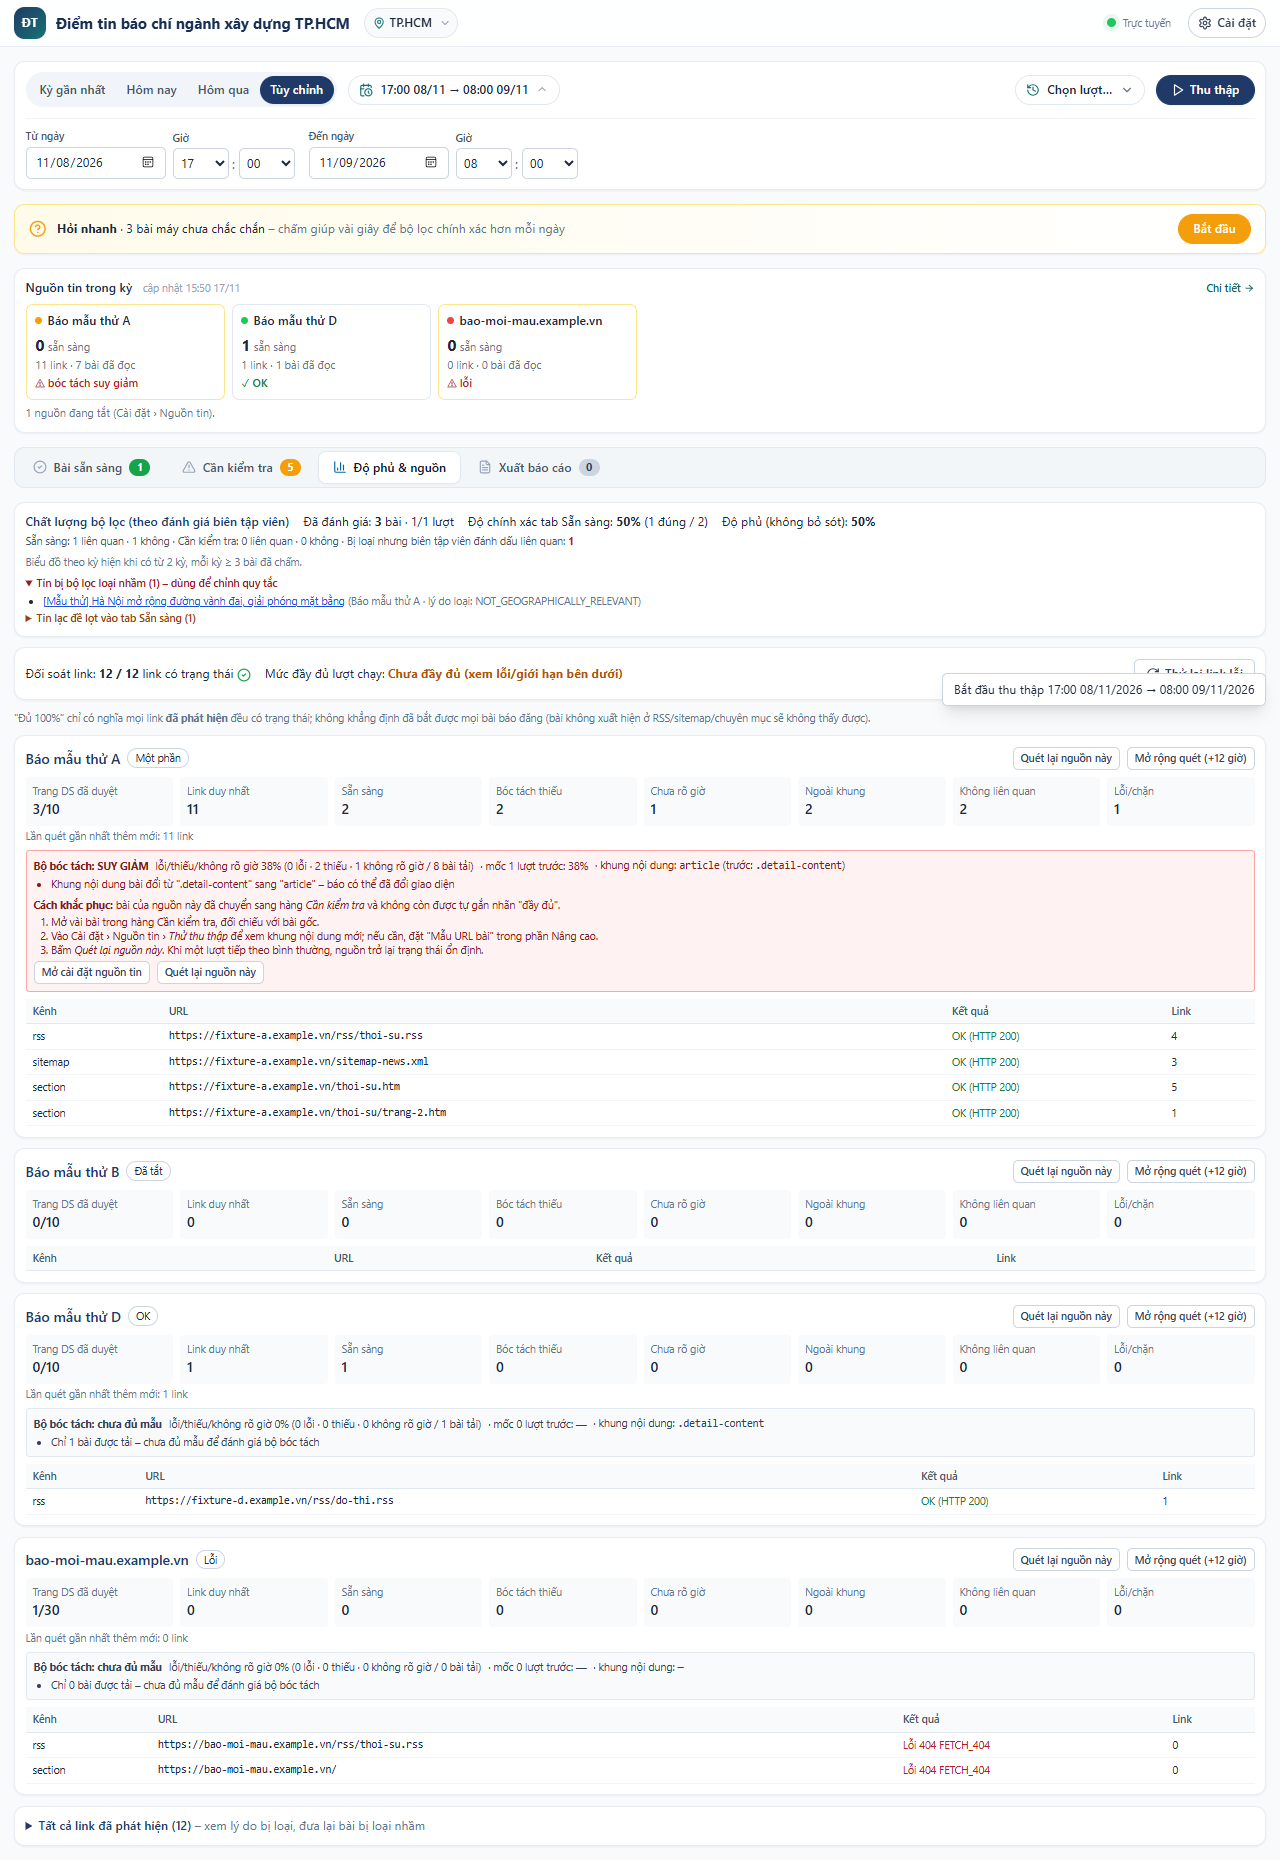 ĐT Điểm tin báo chí ngành xây dựng TP.HCM TP.HCM Trực tuyến Cài đặt
Kỳ gần nhất Hôm nay Hôm qua Tùy chỉnh 17:00 08/11 → 08:00 09/11 Chọn lượt... Thu thập
Từ ngày Giờ Đến ngày Giờ
11/08/2026 17 : 00 11/09/2026 08 : 00
Hỏi nhanh · 3 bài máy chưa chắc chắn – chấm giúp vài giây để bộ lọc chính xác hơn mỗi ngày Bắt đầu
Nguồn tin trong kỳ cập nhật 15:50 17/11 Chi tiết →
Báo mẫu thử A Báo mẫu thử D bao-moi-mau.example.vn
0 sẵn sàng 1 sẵn sàng 0 sẵn sàng
11 link · 7 bài đã đọc 1 link · 1 bài đã đọc 0 link · 0 bài đã đọc
⚠ bóc tách suy giảm ✓ OK ⚠ lỗi
1 nguồn đang tắt (Cài đặt › Nguồn tin).
Bài sẵn sàng 1 Cần kiểm tra 5 Độ phủ & nguồn Xuất báo cáo 0
Chất lượng bộ lọc (theo đánh giá biên tập viên) Đã đánh giá: 3 bài · 1/1 lượt Độ chính xác tab Sẵn sàng: 50% (1 đúng / 2) Độ phủ (không bỏ sót): 50%
Sẵn sàng: 1 liên quan · 1 không · Cần kiểm tra: 0 liên quan · 0 không · Bị loại nhưng biên tập viên đánh dấu liên quan: 1
Biểu đồ theo kỳ hiện khi có từ 2 kỳ, mỗi kỳ ≥ 3 bài đã chấm.
▼ Tin bị bộ lọc loại nhầm (1) – dùng để chỉnh quy tắc
• [Mẫu thử] Hà Nội mở rộng đường vành đai, giải phóng mặt bằng (Báo mẫu thử A · lý do loại: NOT_GEOGRAPHICALLY_RELEVANT)
▶ Tin lạc đề lọt vào tab Sẵn sàng (1)
Đối soát link: 12 / 12 link có trạng thái Mức đầy đủ lượt chạy: Chưa đầy đủ (xem lỗi/giới hạn bên dưới) Thử lại link lỗi
Bắt đầu thu thập 17:00 08/11/2026 → 08:00 09/11/2026
"Đủ 100%" chỉ có nghĩa mọi link đã phát hiện đều có trạng thái; không khẳng định đã bắt được mọi bài báo đăng (bài không xuất hiện ở RSS/sitemap/chuyên mục sẽ không thấy được).
Báo mẫu thử A Một phần Quét lại nguồn này Mở rộng quét (+12 giờ)
Trang DS đã duyệt Link duy nhất Sẵn sàng Bóc tách thiếu Chưa rõ giờ Ngoài khung Không liên quan Lỗi/chặn
3/10 11 2 2 1 2 2 1
Lần quét gần nhất thêm mới: 11 link
Bộ bóc tách: SUY GIẢM lỗi/thiếu/không rõ giờ 38% (0 lỗi · 2 thiếu · 1 không rõ giờ / 8 bài tải) · mốc 1 lượt trước: 38% · khung nội dung: article (trước: .detail-content)
• Khung nội dung bài đổi từ ".detail-content" sang "article" – báo có thể đã đổi giao diện
Cách khắc phục: bài của nguồn này đã chuyển sang hàng Cần kiểm tra và không còn được tự gắn nhãn "đầy đủ".
1. Mở vài bài trong hàng Cần kiểm tra, đối chiếu với bài gốc.
2. Vào Cài đặt › Nguồn tin › Thử thu thập để xem khung nội dung mới; nếu cần, đặt "Mẫu URL bài" trong phần Nâng cao.
3. Bấm Quét lại nguồn này. Khi một lượt tiếp theo bình thường, nguồn trở lại trạng thái ổn định.
Mở cài đặt nguồn tin Quét lại nguồn này
Kênh URL Kết quả Link
rss https://fixture-a.example.vn/rss/thoi-su.rss OK (HTTP 200) 4
sitemap https://fixture-a.example.vn/sitemap-news.xml OK (HTTP 200) 3
section https://fixture-a.example.vn/thoi-su.htm OK (HTTP 200) 5
section https://fixture-a.example.vn/thoi-su/trang-2.htm OK (HTTP 200) 1
Báo mẫu thử B Đã tắt Quét lại nguồn này Mở rộng quét (+12 giờ)
Trang DS đã duyệt Link duy nhất Sẵn sàng Bóc tách thiếu Chưa rõ giờ Ngoài khung Không liên quan Lỗi/chặn
0/10 0 0 0 0 0 0 0
Kênh URL Kết quả Link
Báo mẫu thử D OK Quét lại nguồn này Mở rộng quét (+12 giờ)
Trang DS đã duyệt Link duy nhất Sẵn sàng Bóc tách thiếu Chưa rõ giờ Ngoài khung Không liên quan Lỗi/chặn
0/10 1 1 0 0 0 0 0
Lần quét gần nhất thêm mới: 1 link
Bộ bóc tách: chưa đủ mẫu lỗi/thiếu/không rõ giờ 0% (0 lỗi · 0 thiếu · 0 không rõ giờ / 1 bài tải) · mốc 0 lượt trước: — · khung nội dung: .detail-content
• Chỉ 1 bài được tải – chưa đủ mẫu để đánh giá bộ bóc tách
Kênh URL Kết quả Link
rss https://fixture-d.example.vn/rss/do-thi.rss OK (HTTP 200) 1
bao-moi-mau.example.vn Lỗi Quét lại nguồn này Mở rộng quét (+12 giờ)
Trang DS đã duyệt Link duy nhất Sẵn sàng Bóc tách thiếu Chưa rõ giờ Ngoài khung Không liên quan Lỗi/chặn
1/30 0 0 0 0 0 0 0
Lần quét gần nhất thêm mới: 0 link
Bộ bóc tách: chưa đủ mẫu lỗi/thiếu/không rõ giờ 0% (0 lỗi · 0 thiếu · 0 không rõ giờ / 0 bài tải) · mốc 0 lượt trước: — · khung nội dung: –
• Chỉ 0 bài được tải – chưa đủ mẫu để đánh giá bộ bóc tách
Kênh URL Kết quả Link
rss https://bao-moi-mau.example.vn/rss/thoi-su.rss Lỗi 404 FETCH_404 0
section https://bao-moi-mau.example.vn/ Lỗi 404 FETCH_404 0
▶ Tất cả link đã phát hiện (12) – xem lý do bị loại, đưa lại bài bị loại nhầm